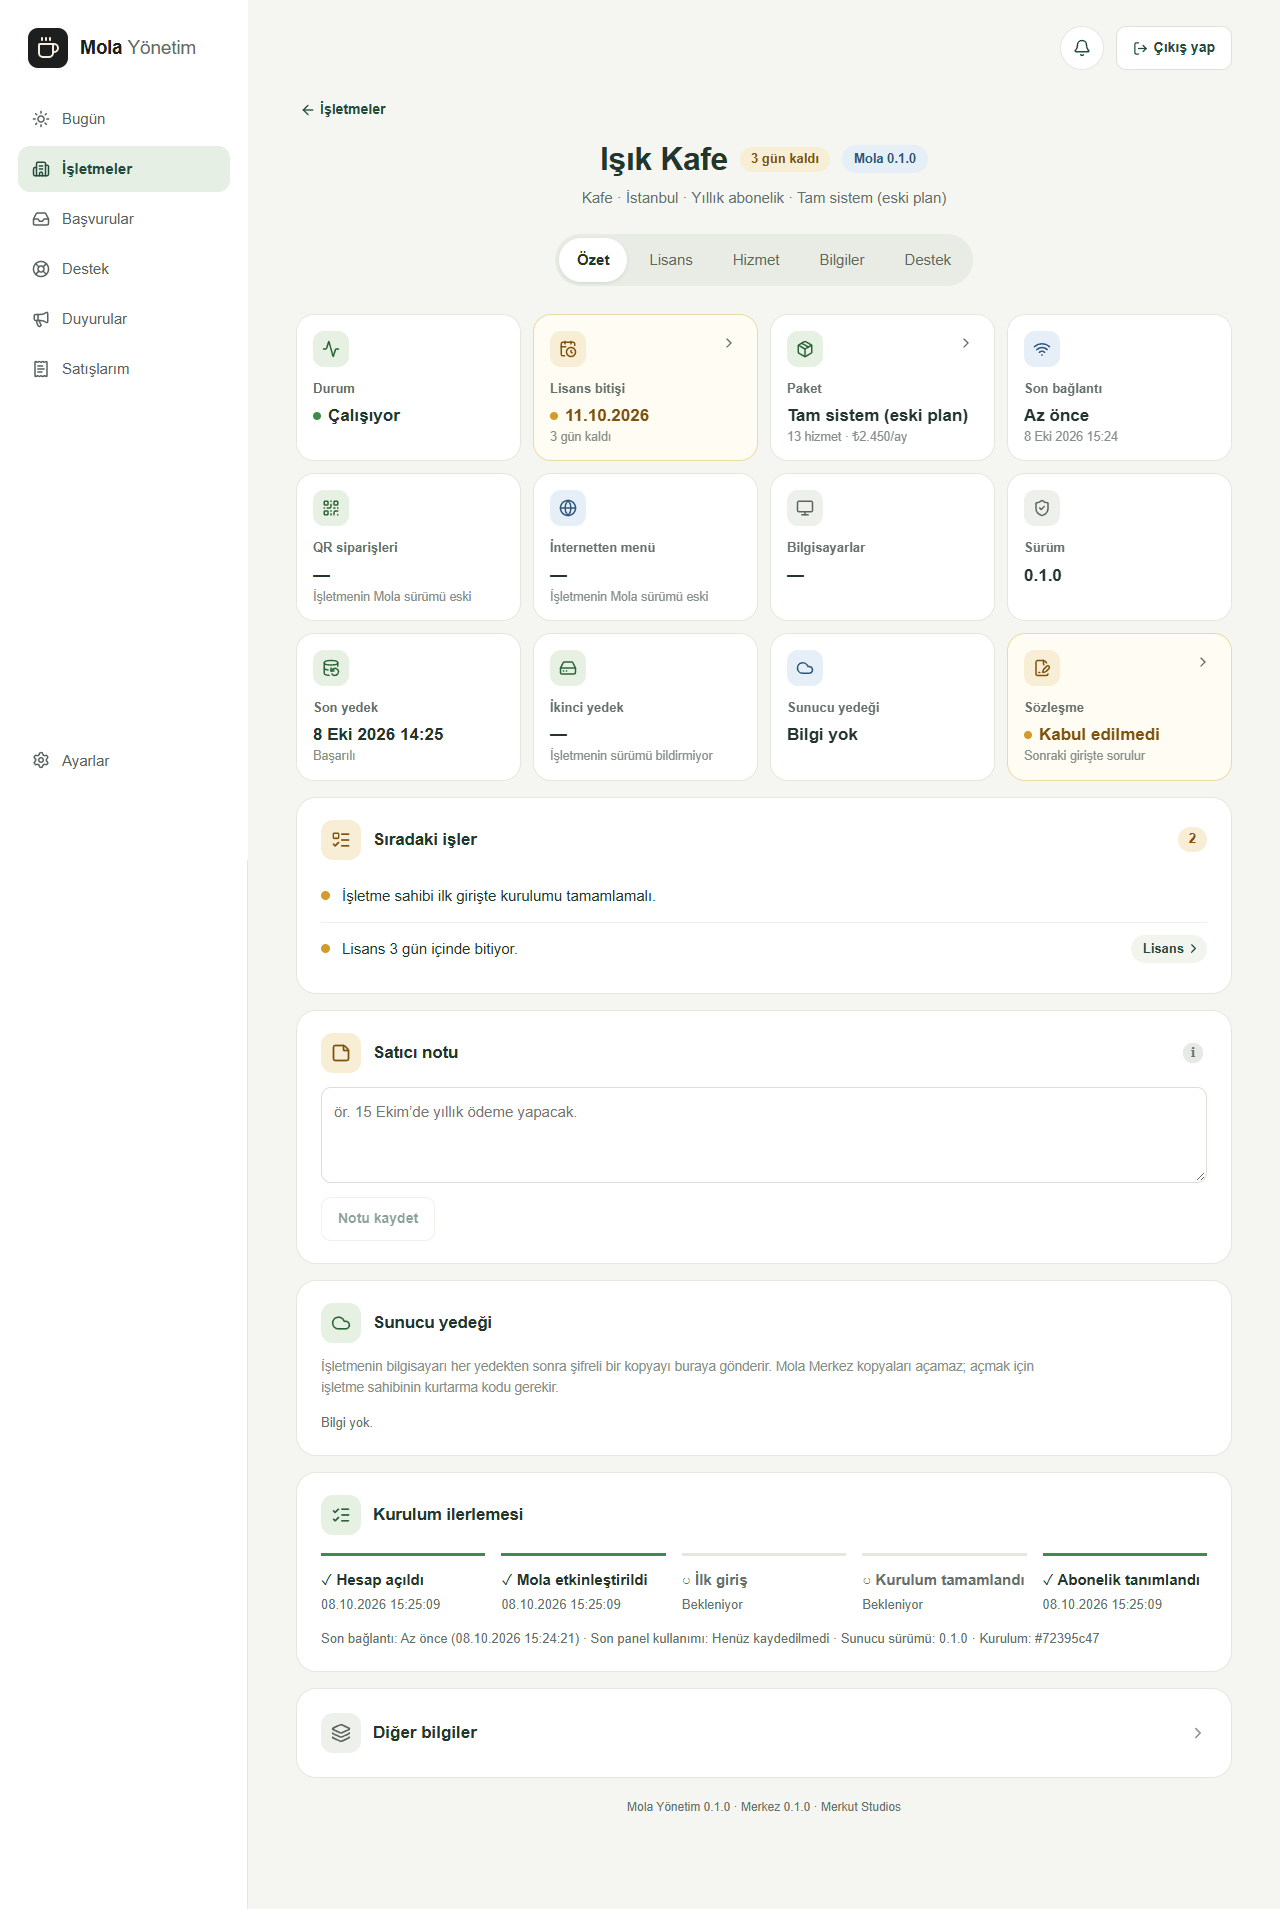 Mola Yönetim
Çıkış yap
Bugün
İşletmeler
Başvurular
Destek
Duyurular
Satışlarım
Ayarlar
İşletmeler
Işık Kafe
3 gün kaldı
Mola 0.1.0
Kafe · İstanbul · Yıllık abonelik · Tam sistem (eski plan)
Özet
Lisans
Hizmet
Bilgiler
Destek
Durum
Çalışıyor
Lisans bitişi
11.10.2026
3 gün kaldı
Paket
Tam sistem (eski plan)
13 hizmet · ₺2.450/ay
Son bağlantı
Az önce
8 Eki 2026 15:24
QR siparişleri
—
İşletmenin Mola sürümü eski
İnternetten menü
—
İşletmenin Mola sürümü eski
Bilgisayarlar
—
Sürüm
0.1.0
Son yedek
8 Eki 2026 14:25
Başarılı
İkinci yedek
—
İşletmenin sürümü bildirmiyor
Sunucu yedeği
Bilgi yok
Sözleşme
Kabul edilmedi
Sonraki girişte sorulur
Sıradaki işler
2
İşletme sahibi ilk girişte kurulumu tamamlamalı.
Lisans 3 gün içinde bitiyor.
Lisans
Satıcı notu
i
ör. 15 Ekim’de yıllık ödeme yapacak.
Notu kaydet
Sunucu yedeği
İşletmenin bilgisayarı her yedekten sonra şifreli bir kopyayı buraya gönderir. Mola Merkez kopyaları açamaz; açmak için
işletme sahibinin kurtarma kodu gerekir.
Bilgi yok.
Kurulum ilerlemesi
✓ Hesap açıldı
08.10.2026 15:25:09
✓ Mola etkinleştirildi
08.10.2026 15:25:09
○ İlk giriş
Bekleniyor
○ Kurulum tamamlandı
Bekleniyor
✓ Abonelik tanımlandı
08.10.2026 15:25:09
Son bağlantı: Az önce (08.10.2026 15:24:21) · Son panel kullanımı: Henüz kaydedilmedi · Sunucu sürümü: 0.1.0 · Kurulum: #72395c47
Diğer bilgiler
Mola Yönetim 0.1.0 · Merkez 0.1.0 · Merkut Studios